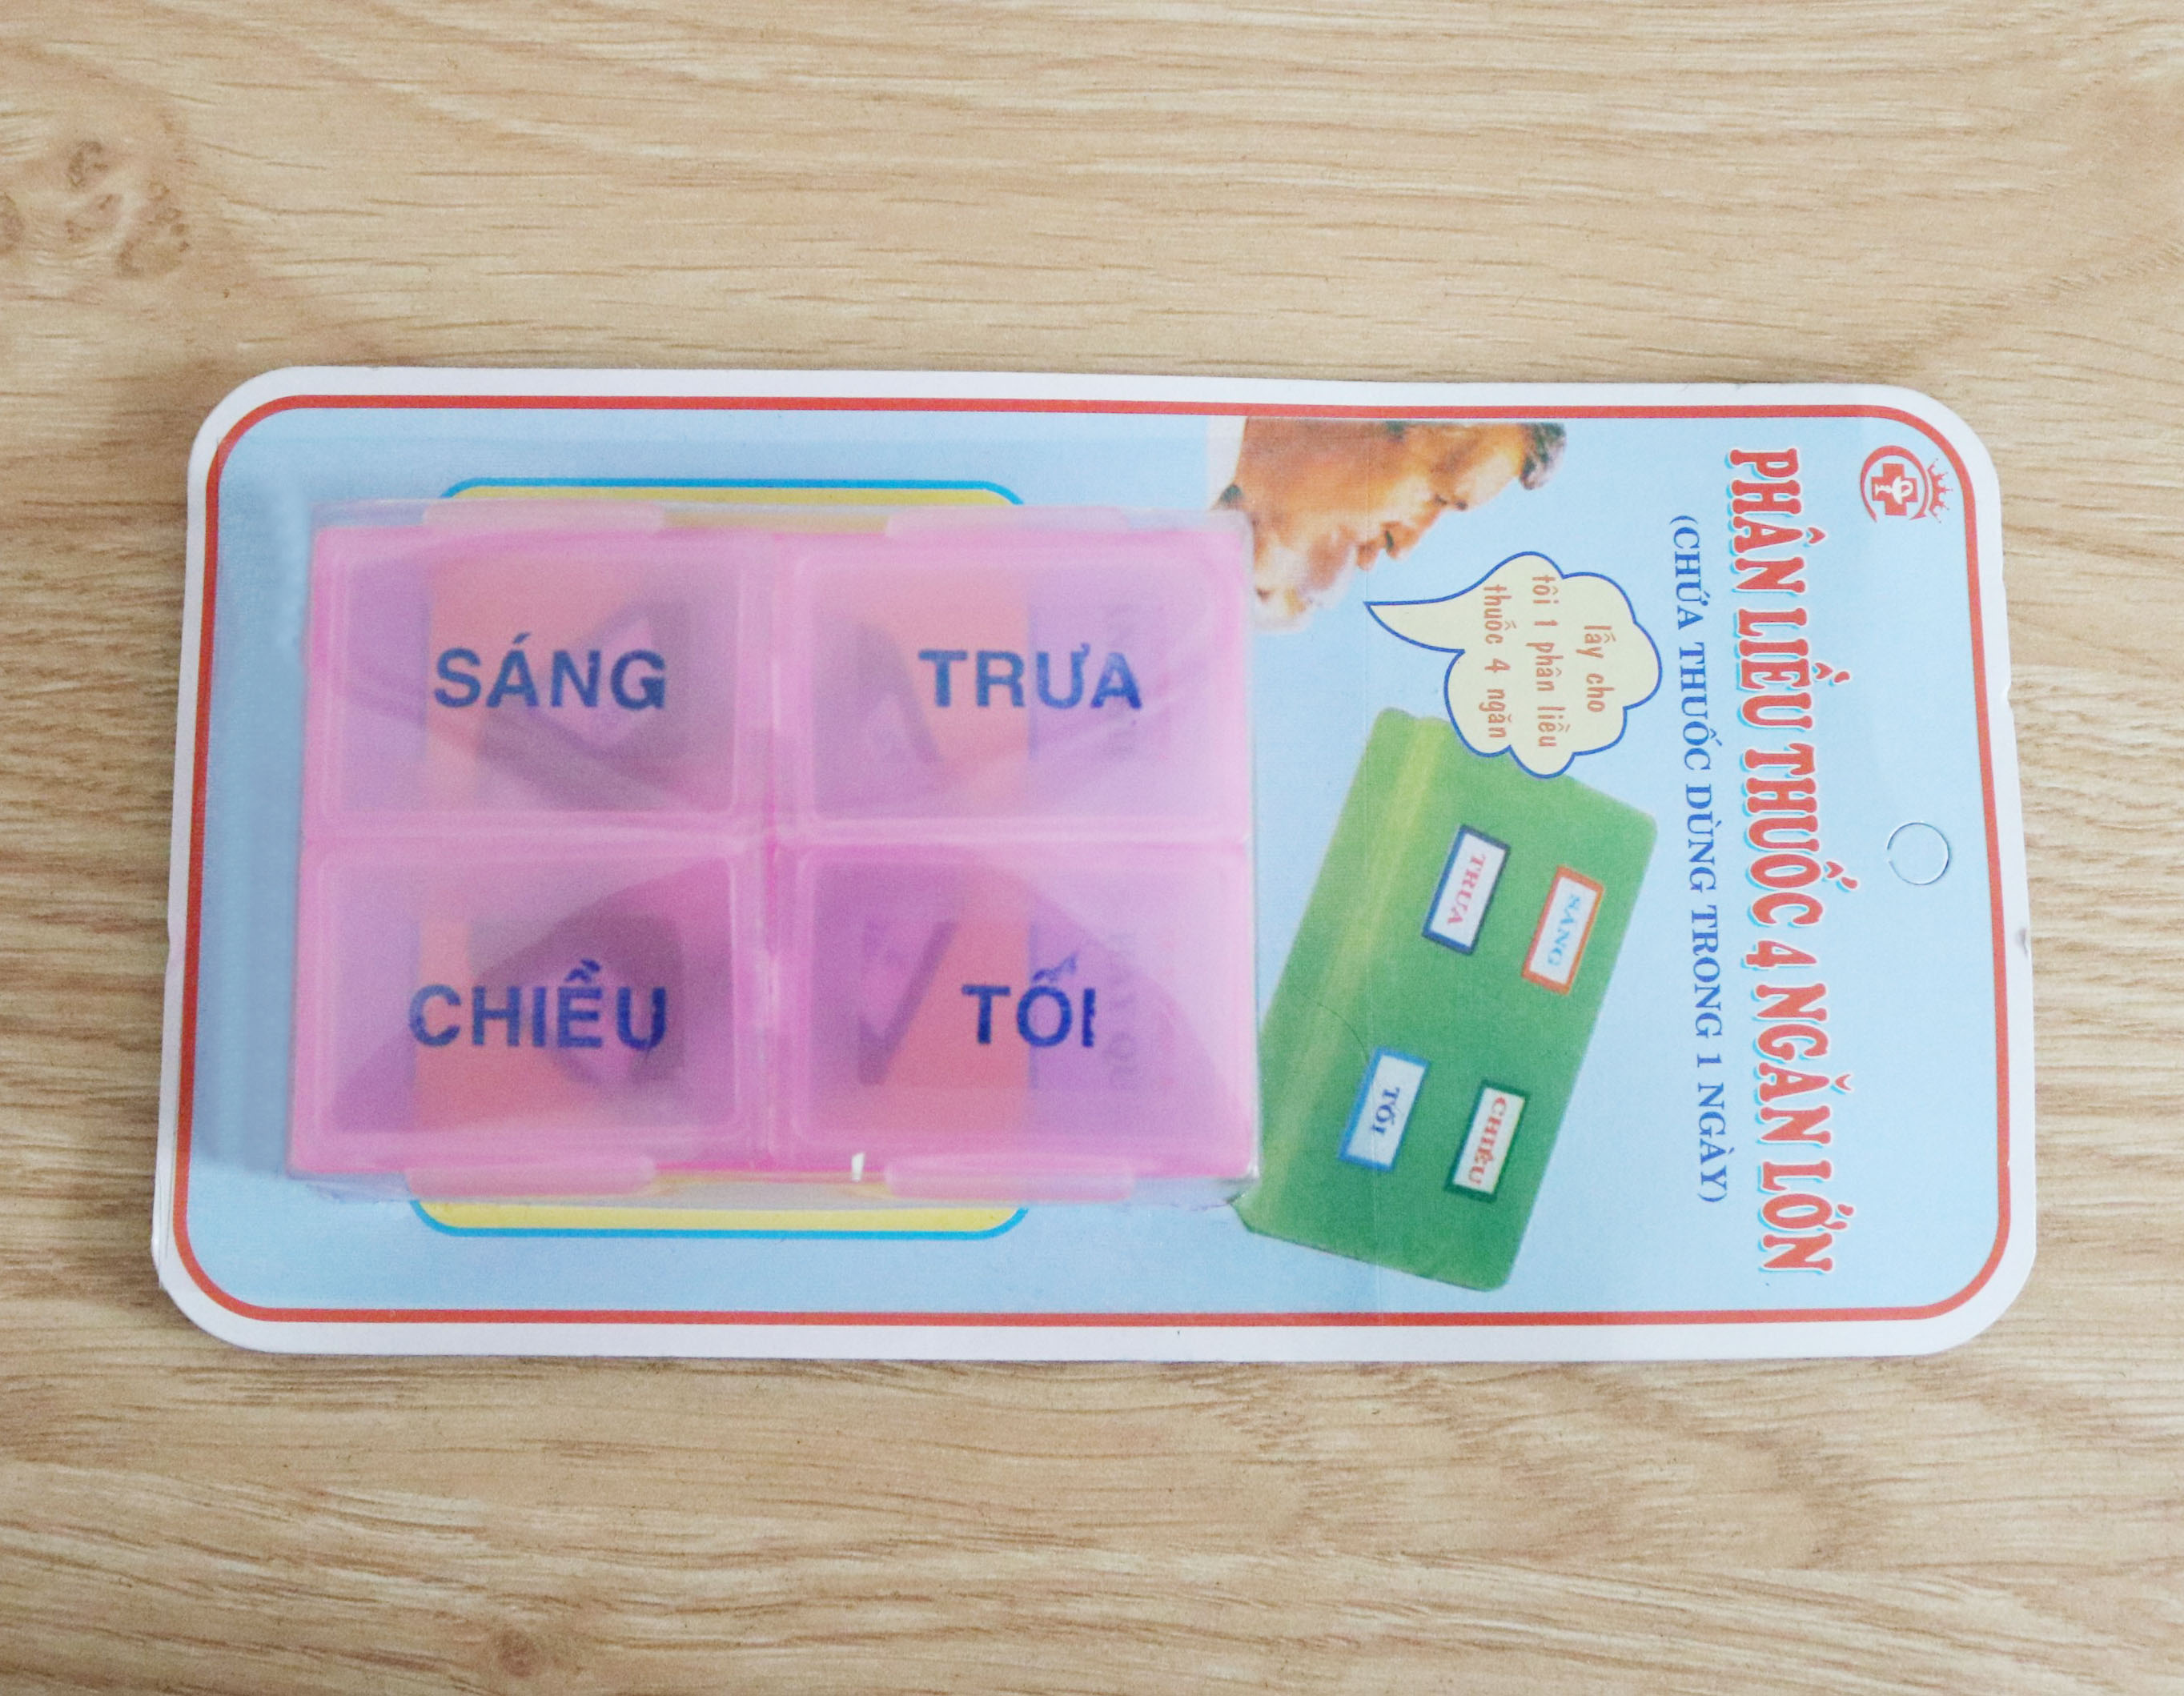 PHÂN LIỀU THUỐC 4 NGĂN LỚN
(CHỨA THUỐC DÙNG TRONG 1 NGÀY)
lấy cho
tôi 1 phân liều
thuốc 4 ngăn
SÁNG
TRƯA
CHIỀU
TỐI
SÁNG
TRƯA
CHIỀU
TỐI